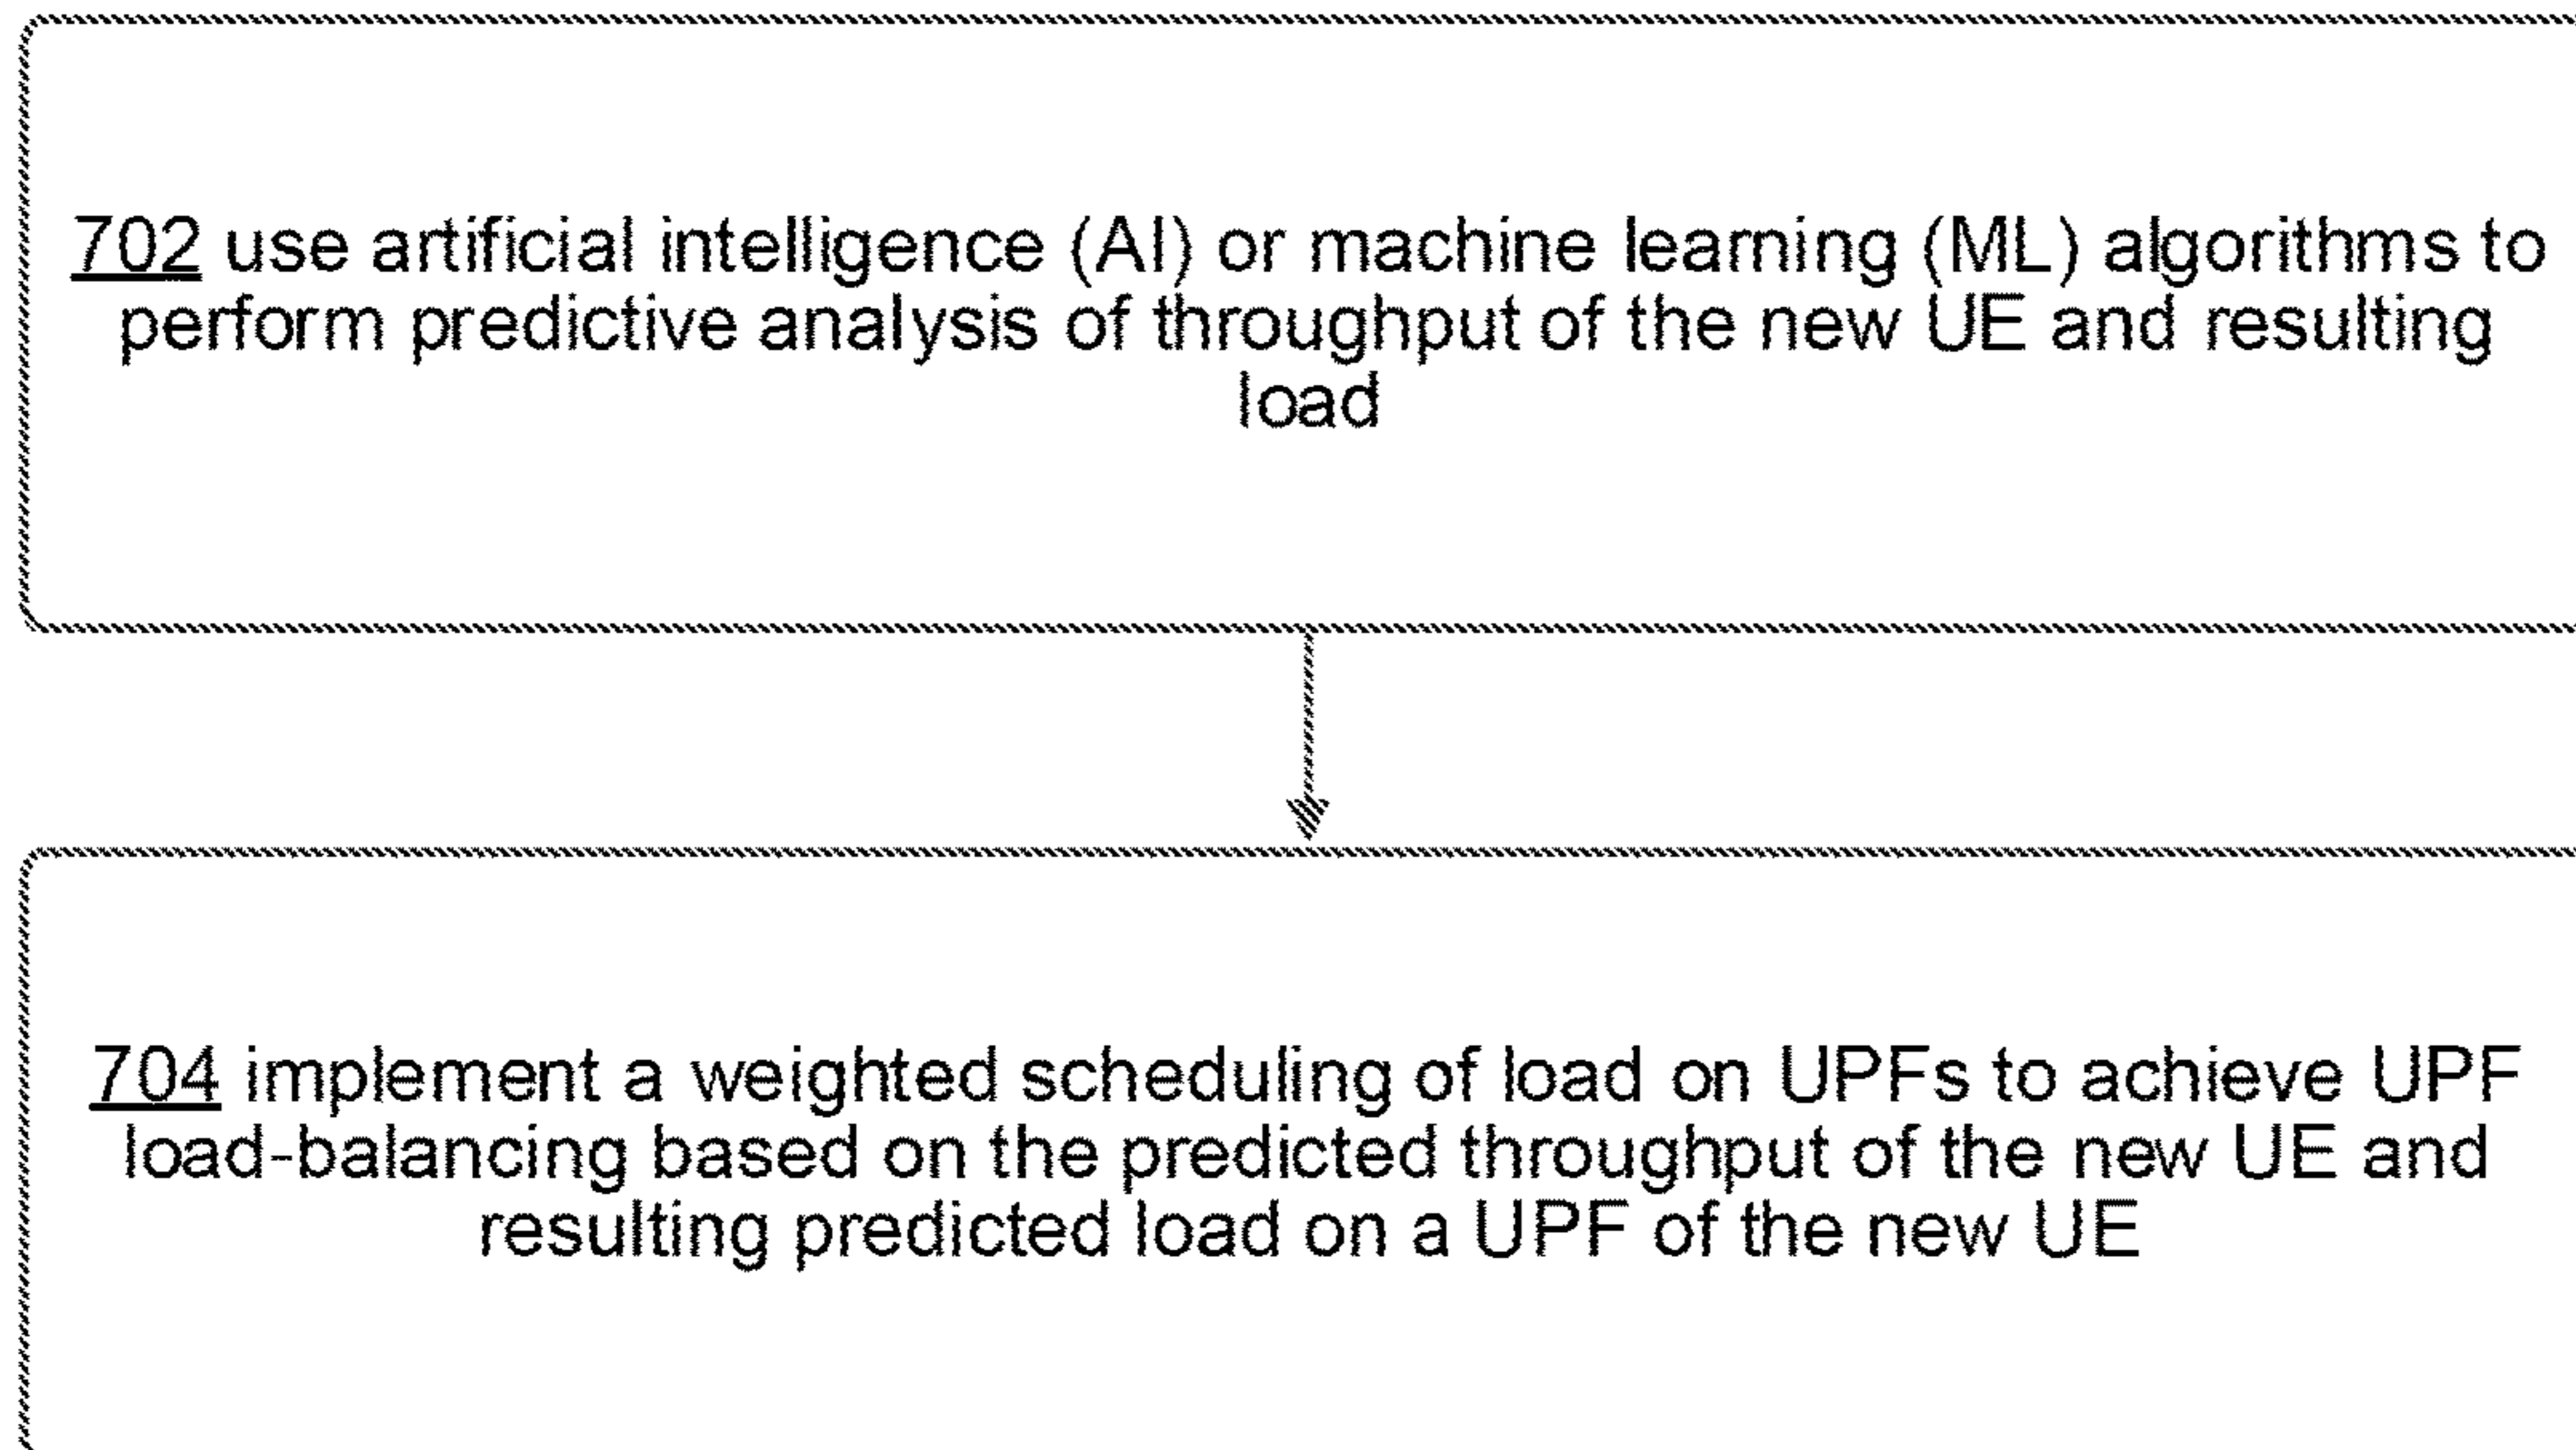 702 use artificial intelligence (AI) or machine learning (ML) algorithms to
perform predictive analysis of throughput of the new UE and resulting
load
704 implement a weighted scheduling of load on UPFs to achieve UPF
load-balancing based on the predicted throughput of the new UE and
resulting predicted load on a UPF of the new UE